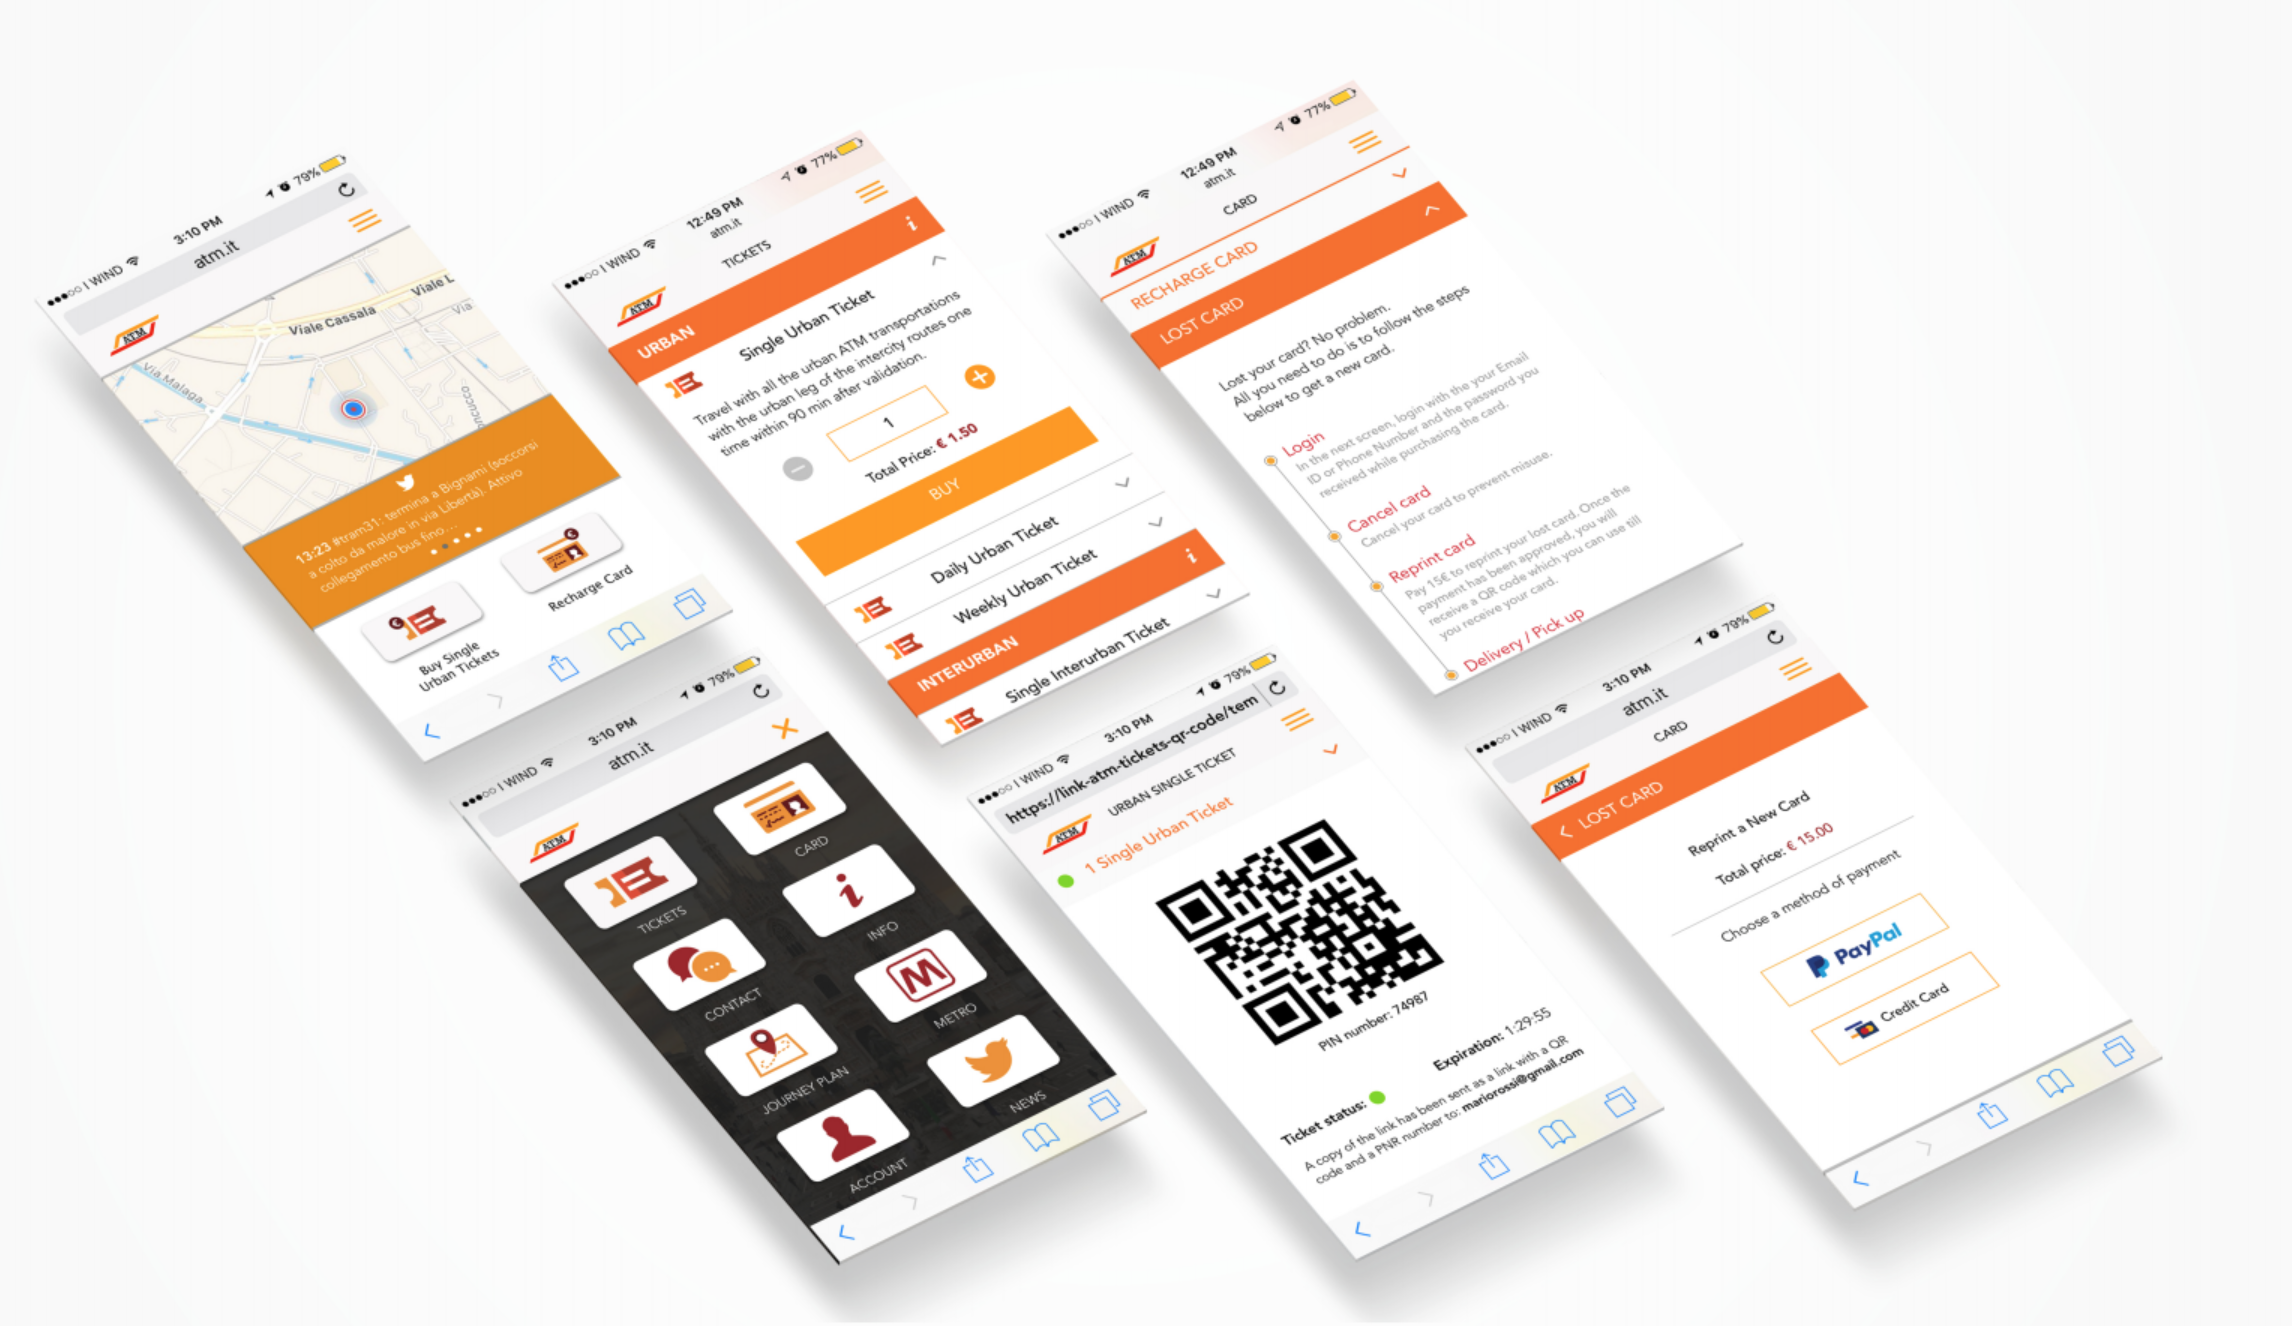 ●●●○○ I WIND
3:10 PM
79%
atm.it
ATM
Viale Cassala
Viale L
Via
Via Malaga
13:23 #tram31: termina a Bignami (soccorsi
a colto da malore in via Libertà). Attivo
collegamento bus fino...
Buy Single
Urban Tickets
Recharge Card
●●●○○ I WIND
12:49 PM
77%
atm.it
TICKETS
ATM
URBAN
i
Single Urban Ticket
Travel with all the urban ATM transportations
with the urban leg of the intercity routes one
time within 90 min after validation.
1
Total Price: € 1.50
BUY
Daily Urban Ticket
Weekly Urban Ticket
INTERURBAN
i
Single Interurban Ticket
●●●○○ I WIND
12:49 PM
77%
atm.it
CARD
ATM
RECHARGE CARD
LOST CARD
Lost your card? No problem.
All you need to do is to follow the steps
below to get a new card.
Login
In the next screen, login with the your Email
ID or Phone Number and the password you
received while purchasing the card.
Cancel card
Cancel your card to prevent misuse.
Reprint card
Pay 15€ to reprint your lost card. Once the
payment has been approved, you will
receive a QR code which you can use till
you receive your card.
Delivery / Pick up
●●●○○ I WIND
3:10 PM
79%
atm.it
ATM
TICKETS
CARD
CONTACT
INFO
JOURNEY PLAN
METRO
ACCOUNT
NEWS
●●●○○ I WIND
3:10 PM
79%
https://link-atm-tickets-qr-code/tem
URBAN SINGLE TICKET
ATM
1 Single Urban Ticket
PIN number: 74987
Expiration: 1:29:55
Ticket status:
A copy of the link has been sent as a link with a QR
code and a PNR number to: mariorossi@gmail.com
●●●○○ I WIND
3:10 PM
79%
atm.it
CARD
ATM
LOST CARD
Reprint a New Card
Total price: € 15.00
Choose a method of payment
PayPal
Credit Card